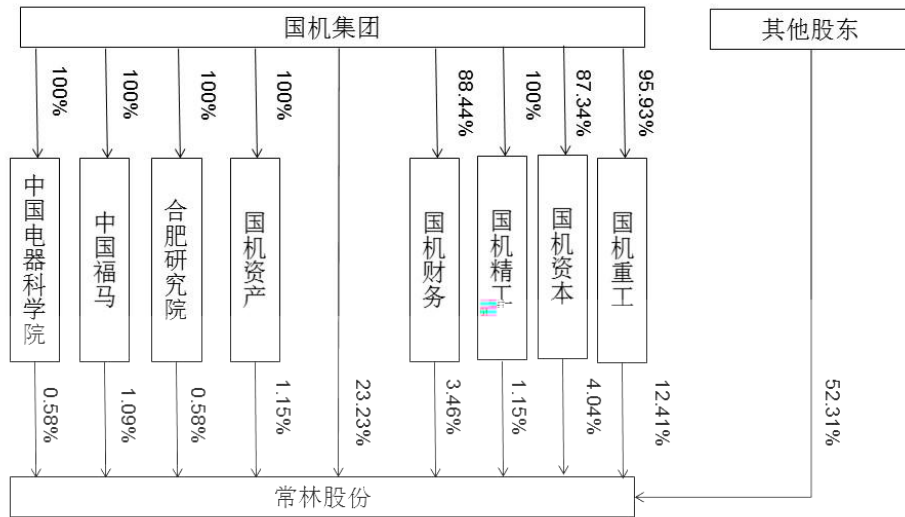 国机集团
其他股东
100%
100%
100%
100%
88.44%
100%
87.34%
95.93%
中国电器科学院
中国福马
合肥研究院
国机资产
国机财务
国机精工
国机资本
国机重工
0.58%
1.09%
0.58%
1.15%
23.23%
3.46%
1.15%
4.04%
12.41%
52.31%
常林股份